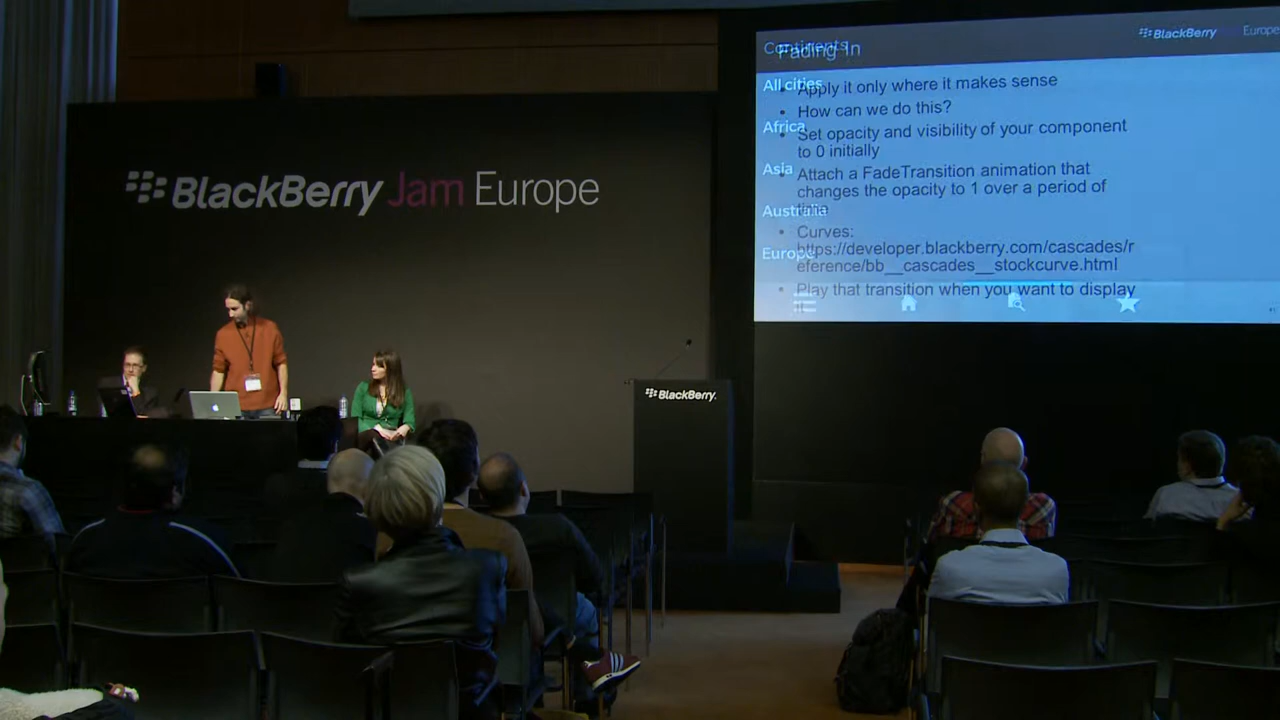 BlackBerry Jam Europe
BlackBerry.
BlackBerry Europe
Continents
Fading In
All cities
Apply it only where it makes sense
How can we do this?
Africa
Set opacity and visibility of your component
to 0 initially
Asia
Attach a FadeTransition animation that
changes the opacity to 1 over a period of
Australia
time
Curves:
Europe
https://developer.blackberry.com/cascades/r
eference/bb__cascades__stockcurve.html
Play that transition when you want to display